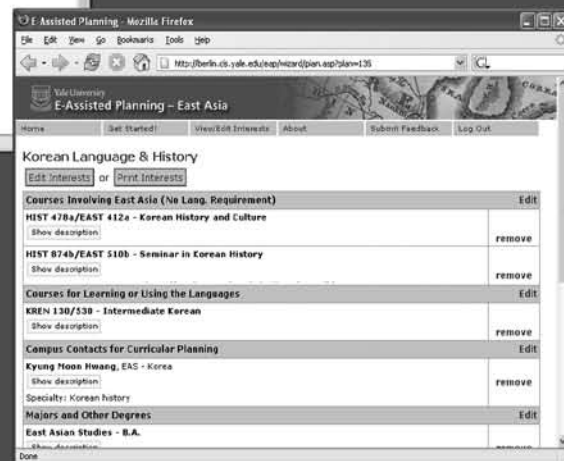 E-Assisted Planning - Mozilla Firefox
File Edit View Go Bookmarks Tools Help
http://berlin.cis.yale.edu/eap/wizard/plan.asp?plan=135
Yale University
E-Assisted Planning – East Asia
Home Get Started! View/Edit Interests About Submit Feedback Log Out
Korean Language & History
Edit Interests or Print Interests
Courses Involving East Asia (No Lang. Requirement) Edit
HIST 478a/EAST 412a - Korean History and Culture
Show description
remove
HIST 874b/EAST 510b - Seminar in Korean History
Show description
remove
Courses for Learning or Using the Languages Edit
KREN 130/530 - Intermediate Korean
Show description
remove
Campus Contacts for Curricular Planning Edit
Kyung Moon Hwang, EAS - Korea
Show description remove
Specialty: Korean history
Majors and Other Degrees Edit
East Asian Studies - B.A.
Show description remove
Done